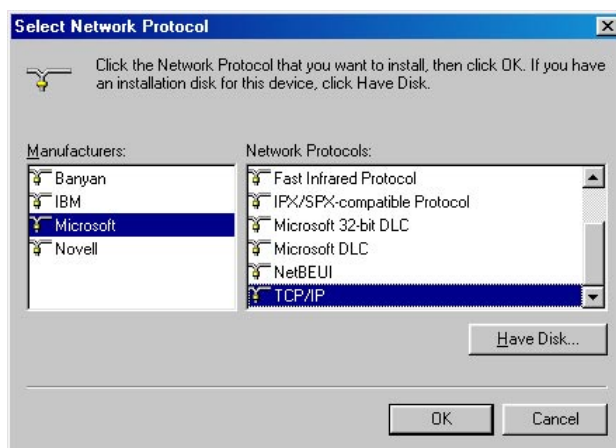 Select Network Protocol
Click the Network Protocol that you want to install, then click OK. If you have
an installation disk for this device, click Have Disk.
Manufacturers:
Banyan
IBM
Microsoft
Novell
Network Protocols:
Fast Infrared Protocol
IPX/SPX-compatible Protocol
Microsoft 32-bit DLC
Microsoft DLC
NetBEUI
TCP/IP
Have Disk...
OK
Cancel